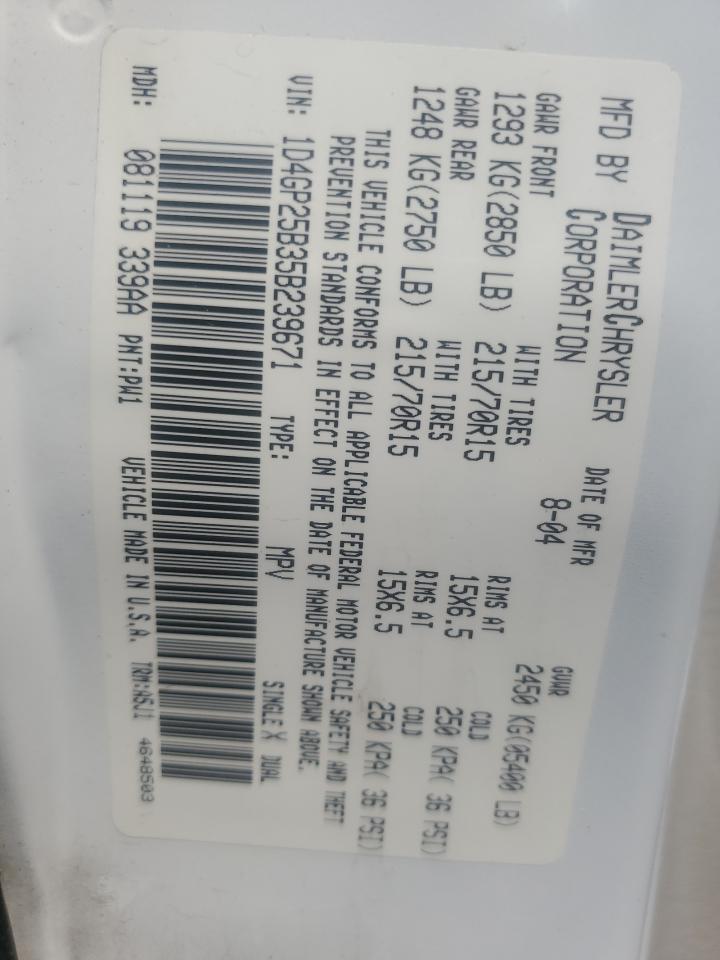 MFD BY DAIMLERCHRYSLER CORPORATION DATE OF MFR 8-04 GVWR 2450 KG(05400 LB)
GAWR FRONT WITH TIRES RIMS AT COLD
1293 KG(2850 LB) 215/70R15 15X6.5 250 KPA( 36 PSI)
GAWR REAR WITH TIRES RIMS AT COLD
1248 KG(2750 LB) 215/70R15 15X6.5 250 KPA( 36 PSI)
THIS VEHICLE CONFORMS TO ALL APPLICABLE FEDERAL MOTOR VEHICLE SAFETY AND THEFT
PREVENTION STANDARDS IN EFFECT ON THE DATE OF MANUFACTURE SHOWN ABOVE.
VIN: 1D4GP25B35B239671 TYPE: MPV SINGLE X DUAL
MDH: 081119 339AA PNT:PW1 VEHICLE MADE IN U.S.A. TRM:A5J1 4648503